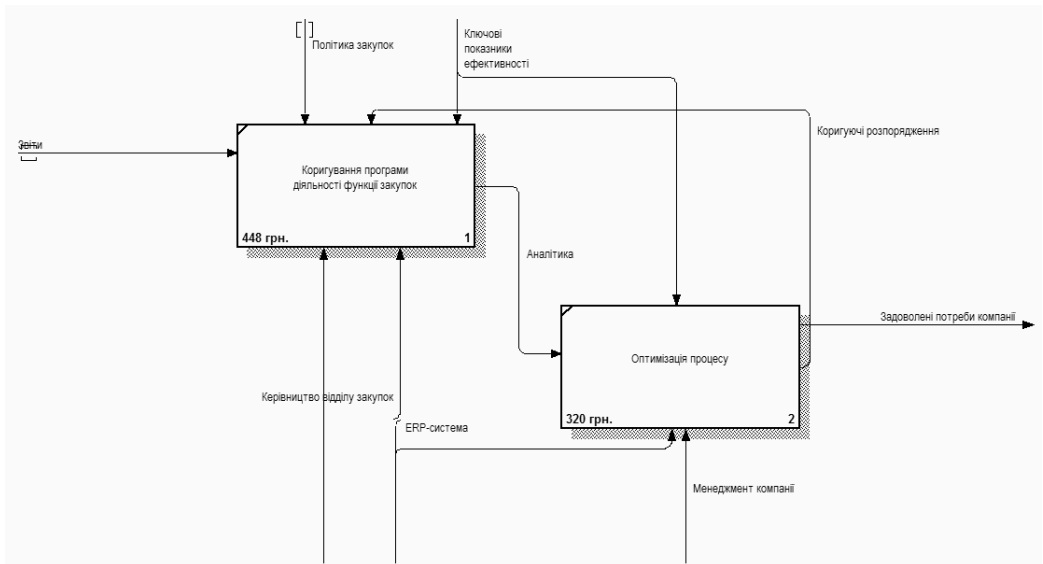 Ключові
показники
ефективності
Політика закупок
Коригуючі розпорядження
Звіти
Коригування програми
діяльності функції закупок
448 грн.
1
Аналітика
Задоволені потреби компанії
Оптимізація процесу
Керівництво відділу закупок
320 грн.
2
ERP-система
Менеджмент компанії